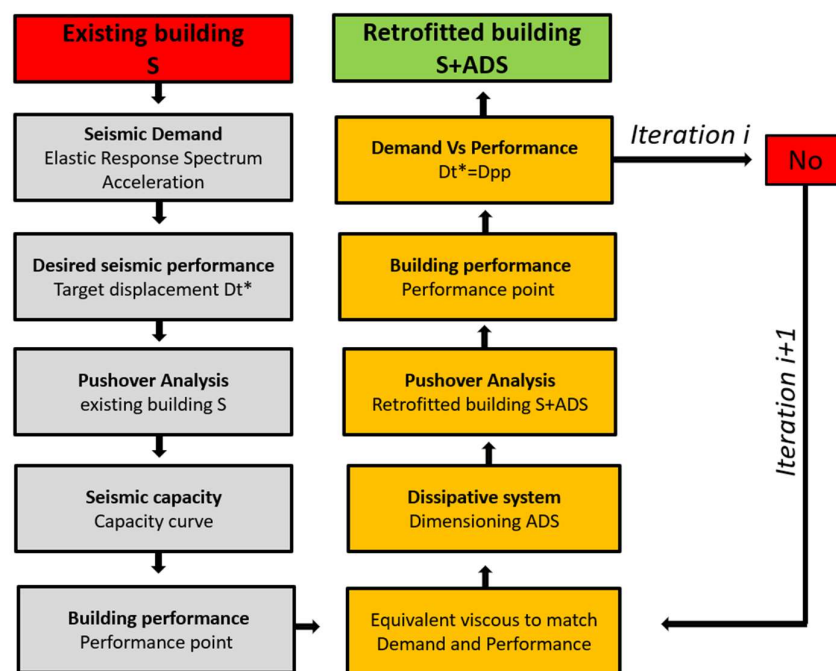 Existing building
S
Seismic Demand
Elastic Response Spectrum
Acceleration
Desired seismic performance
Target displacement Dt*
Pushover Analysis
existing building S
Seismic capacity
Capacity curve
Building performance
Performance point
Equivalent viscous to match
Demand and Performance
Dissipative system
Dimensioning ADS
Pushover Analysis
Retrofitted building S+ADS
Building performance
Performance point
Demand Vs Performance
Dt*=Dpp
Retrofitted building
S+ADS
Iteration i
No
Iteration i+1